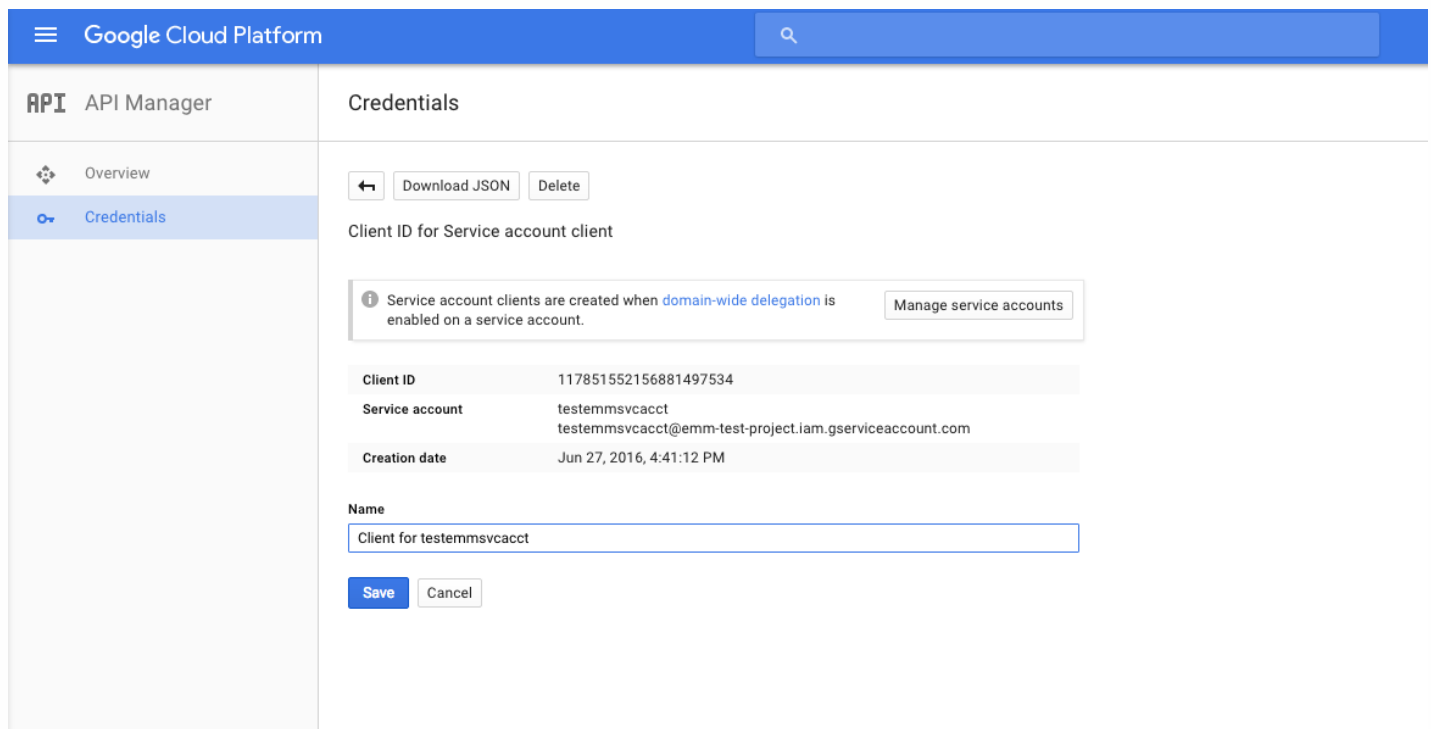 Google Cloud Platform
API API Manager
Credentials
Overview
Credentials
Download JSON Delete
Client ID for Service account client
Service account clients are created when domain-wide delegation is
enabled on a service account.
Manage service accounts
Client ID 117851552156881497534
Service account testemmsvcacct
testemmsvcacct@emm-test-project.iam.gserviceaccount.com
Creation date Jun 27, 2016, 4:41:12 PM
Name
Client for testemmsvcacct
Save Cancel